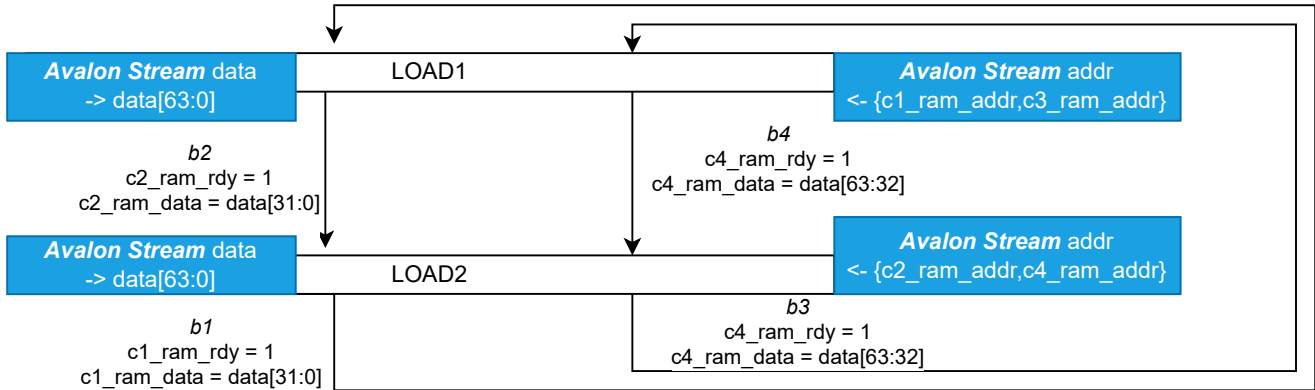 Avalon Stream data
-> data[63:0]
LOAD1
Avalon Stream addr
<- {c1_ram_addr,c3_ram_addr}
b2
c2_ram_rdy = 1
c2_ram_data = data[31:0]
b4
c4_ram_rdy = 1
c4_ram_data = data[63:32]
Avalon Stream data
-> data[63:0]
LOAD2
Avalon Stream addr
<- {c2_ram_addr,c4_ram_addr}
b1
c1_ram_rdy = 1
c1_ram_data = data[31:0]
b3
c4_ram_rdy = 1
c4_ram_data = data[63:32]